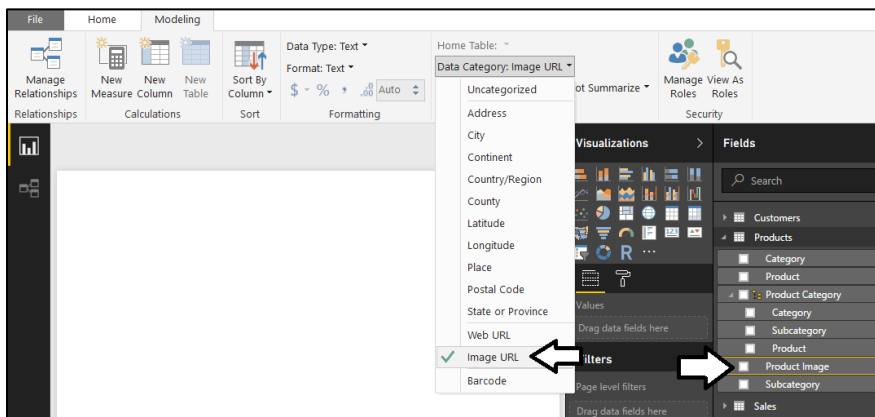 File Home Modeling
Manage Relationships
New Measure
New Column
New Table
Sort By Column
Data Type: Text
Format: Text
$ % , .00 Auto
Home Table:
Data Category: Image URL
ot Summarize
Manage Roles
View As Roles
Relationships Calculations Sort Formatting Security
Uncategorized
Address
City
Continent
Country/Region
County
Latitude
Longitude
Place
Postal Code
State or Province
Web URL
Image URL
Barcode
Visualizations
R
123
Values
Drag data fields here
ilters
Page level filters
Drag data fields here
Fields
Search
Customers
Products
Category
Product
Product Category
Category
Subcategory
Product
Product Image
Subcategory
Sales